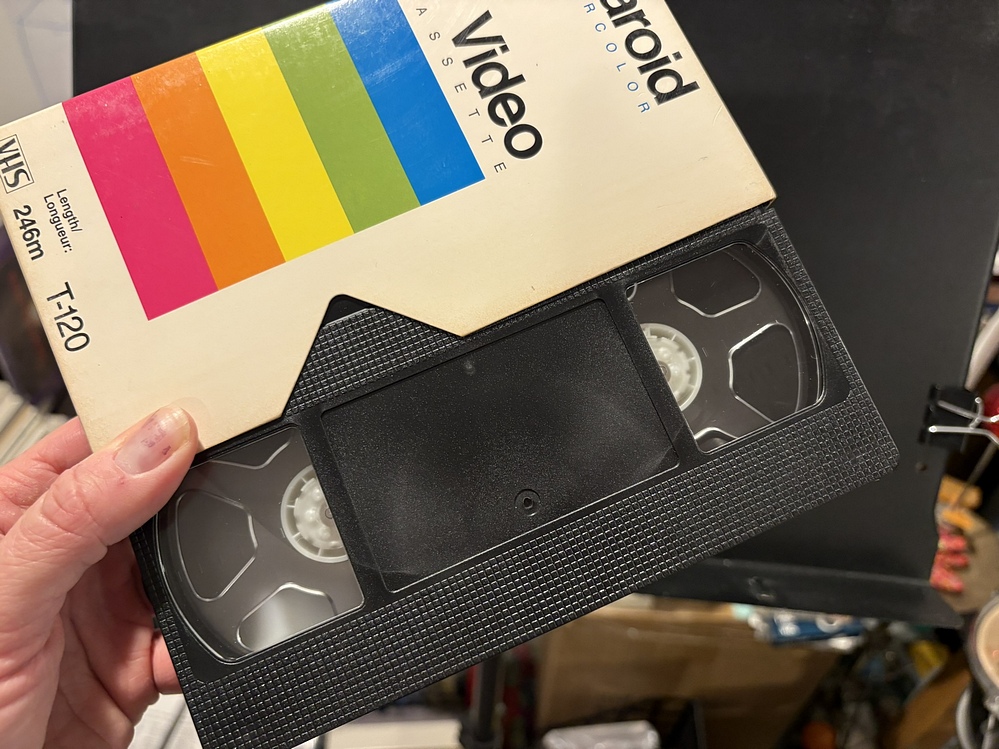 aroid
RCOLOR
Video
ASSETTE
VHS
Length/
Longueur:
246m
T-120